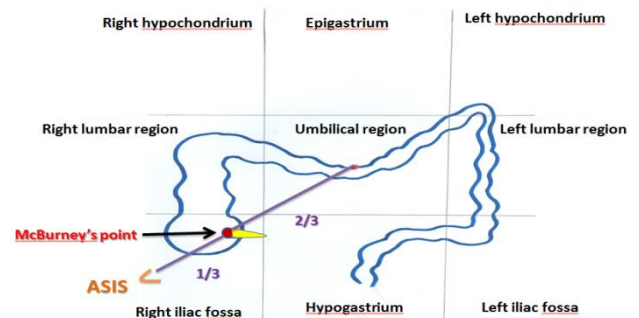 Right hypochondrium
Epigastrium
Left hypochondrium
Right lumbar region
Umbilical region
Left lumbar region
2/3
McBurney's point
1/3
ASIS
Right iliac fossa
Hypogastrium
Left iliac fossa